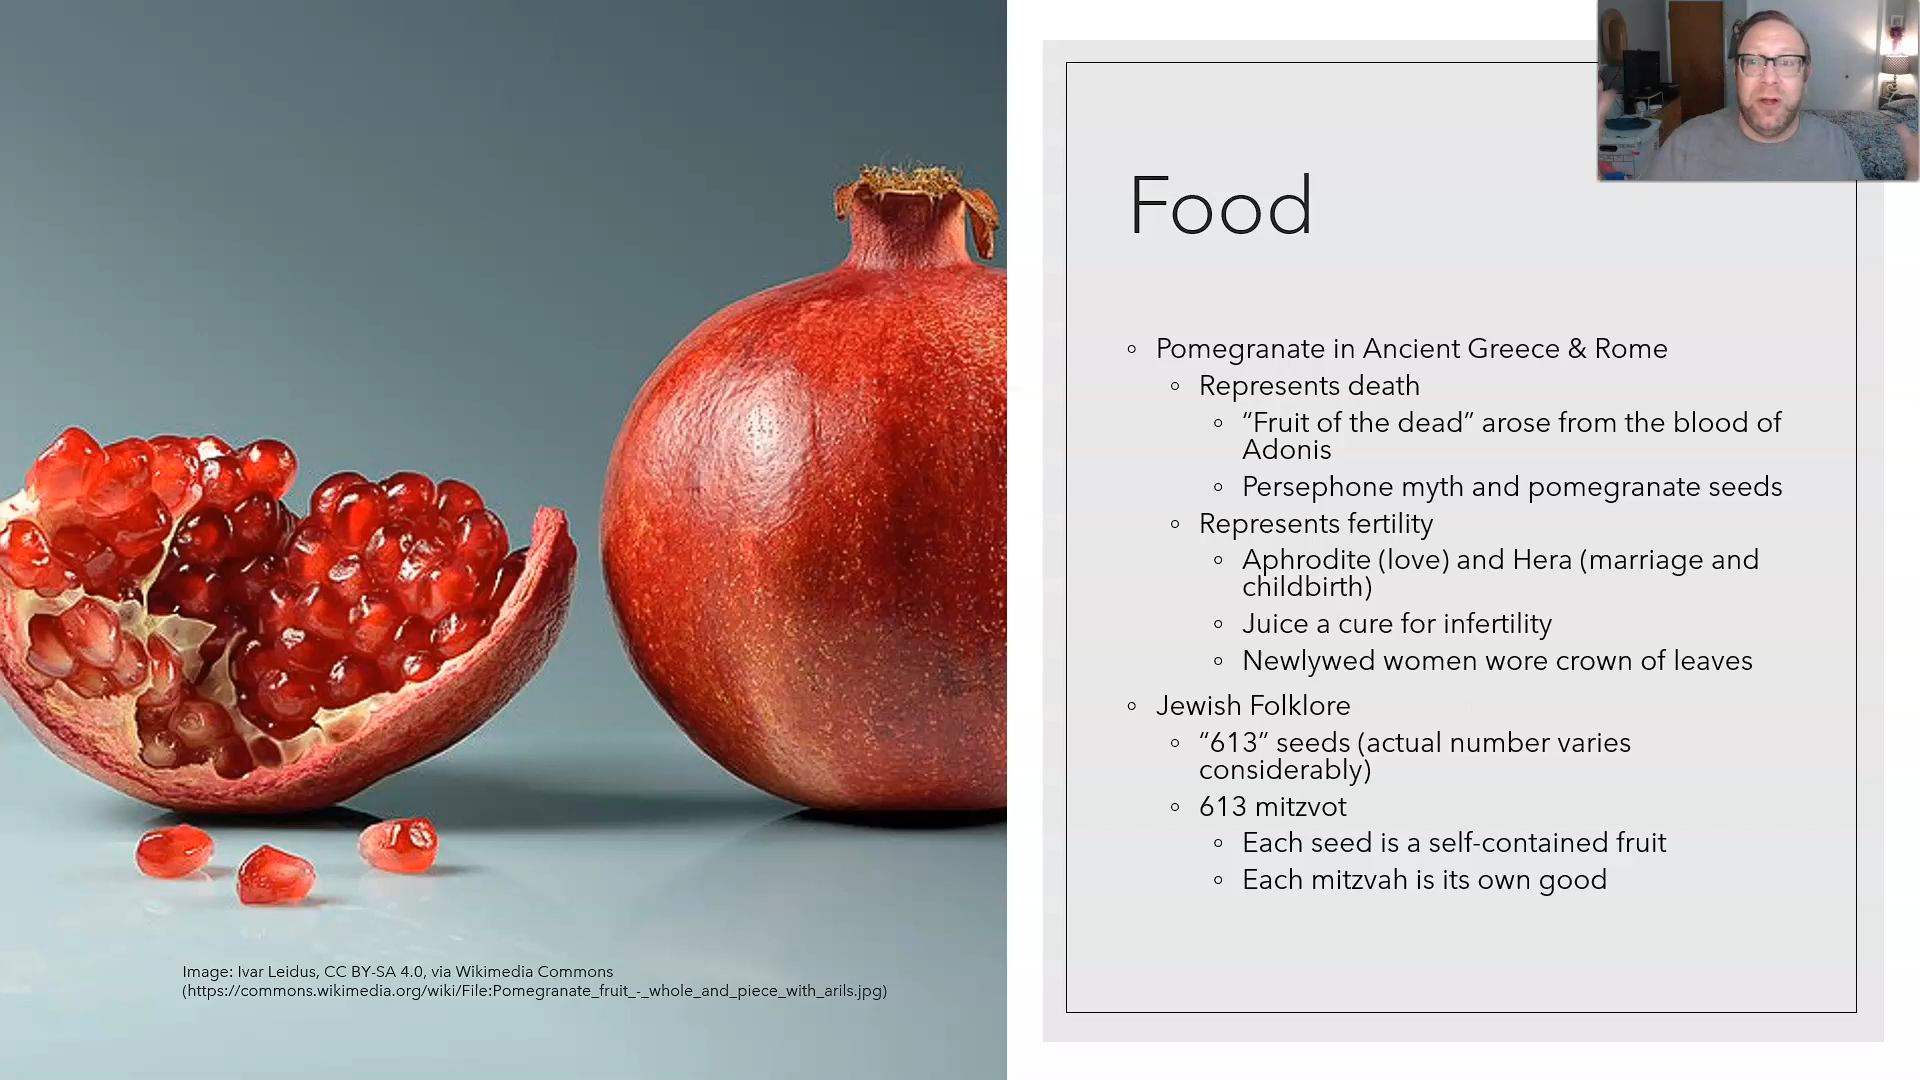 Food
◦ Pomegranate in Ancient Greece & Rome
◦ Represents death
◦ “Fruit of the dead” arose from the blood of
Adonis
◦ Persephone myth and pomegranate seeds
◦ Represents fertility
◦ Aphrodite (love) and Hera (marriage and
childbirth)
◦ Juice a cure for infertility
◦ Newlywed women wore crown of leaves
◦ Jewish Folklore
◦ “613” seeds (actual number varies
considerably)
◦ 613 mitzvot
◦ Each seed is a self-contained fruit
◦ Each mitzvah is its own good
Image: Ivar Leidus, CC BY-SA 4.0, via Wikimedia Commons
(https://commons.wikimedia.org/wiki/File:Pomegranate_fruit_-_whole_and_piece_with_arils.jpg)